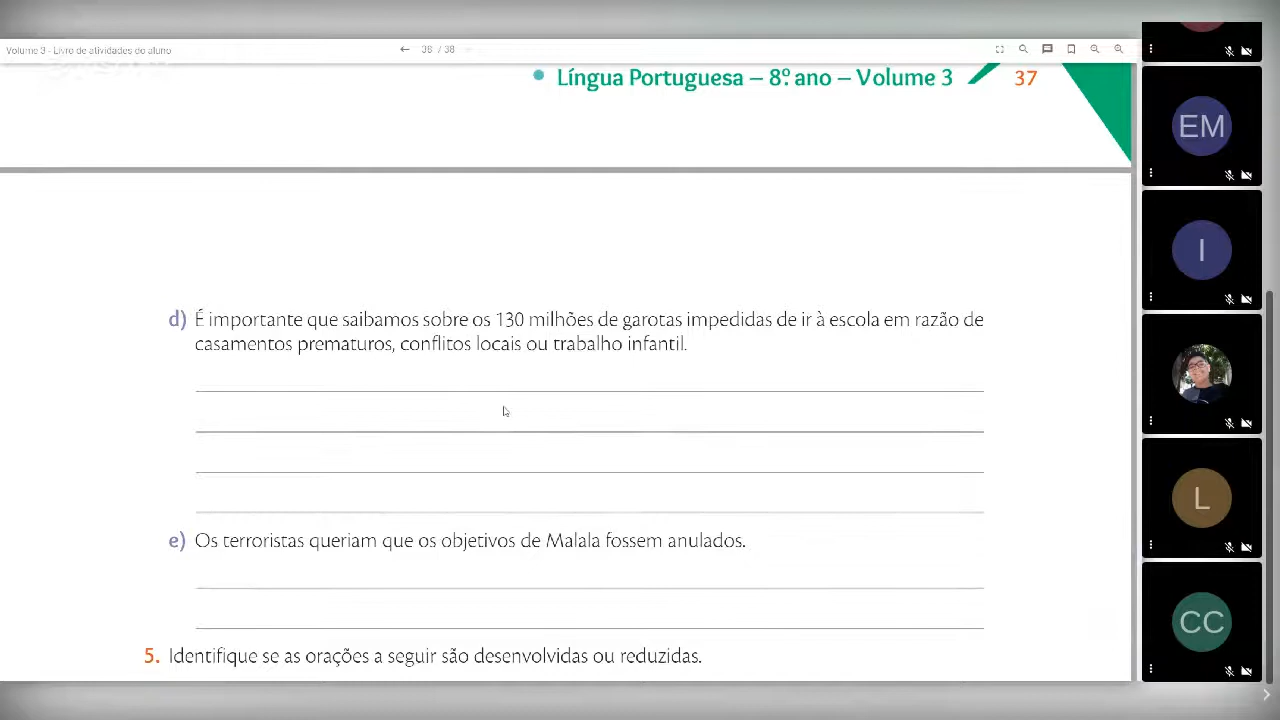 Volume 3 - Livro de atividades do aluno
38 / 38
Língua Portuguesa – 8º ano – Volume 3
37
d) É importante que saibamos sobre os 130 milhões de garotas impedidas de ir à escola em razão de
casamentos prematuros, conflitos locais ou trabalho infantil.
e) Os terroristas queriam que os objetivos de Malala fossem anulados.
5. Identifique se as orações a seguir são desenvolvidas ou reduzidas.
EM
I
L
CC